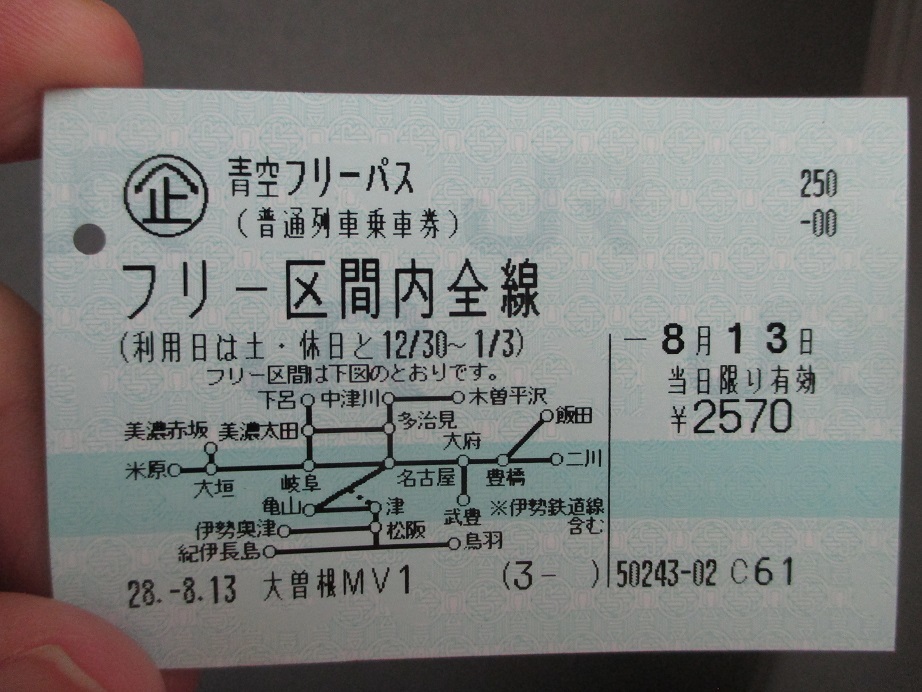 企 青空フリーパス
（普通列車乗車券）
250
-00
フリー区間内全線
（利用日は土・休日と12/30～1/3）
フリー区間は下図のとおりです。
－8月13日
当日限り有効
￥2570
下呂 中津川 木曽平沢
美濃赤坂 美濃太田 多治見 飯田
大府
米原 大垣 岐阜 名古屋 豊橋 二川
亀山 津 武豊 ※伊勢鉄道線
含む
伊勢奥津 松阪
紀伊長島 鳥羽
28.-8.13 大曽根MV1 （3- ） 50243-02 C61